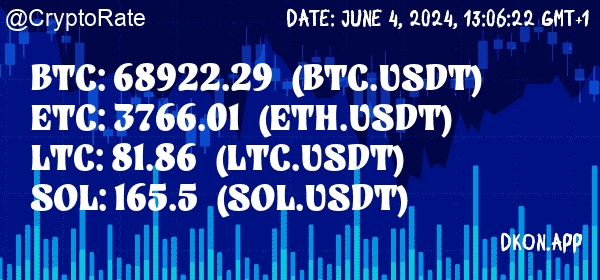 @CryptoRate
DATE: JUNE 4, 2024, 13:06:22 GMT+1
BTC: 68922.29 (BTC.USDT)
ETC: 3766.01 (ETH.USDT)
LTC: 81.86 (LTC.USDT)
SOL: 165.5 (SOL.USDT)
DKON.APP